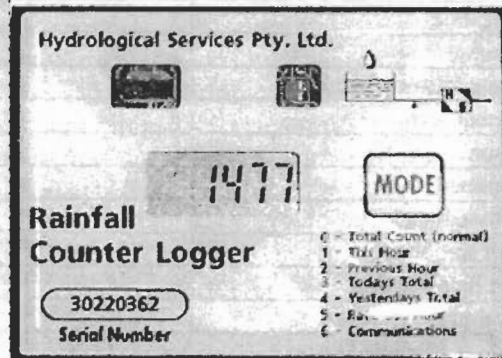 Hydrological Services Pty. Ltd.
H S
1477
MODE
Rainfall
Counter Logger
0 - Total Count (normal)
1 - This Hour
2 - Previous Hour
3 - Todays Total
4 - Yesterdays Total
5 - Hour
6 - Communications
30220362
Serial Number